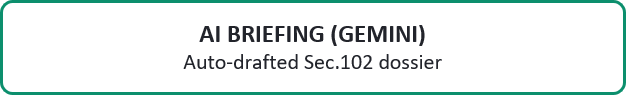 AI BRIEFING (GEMINI)
Auto-drafted Sec.102 dossier